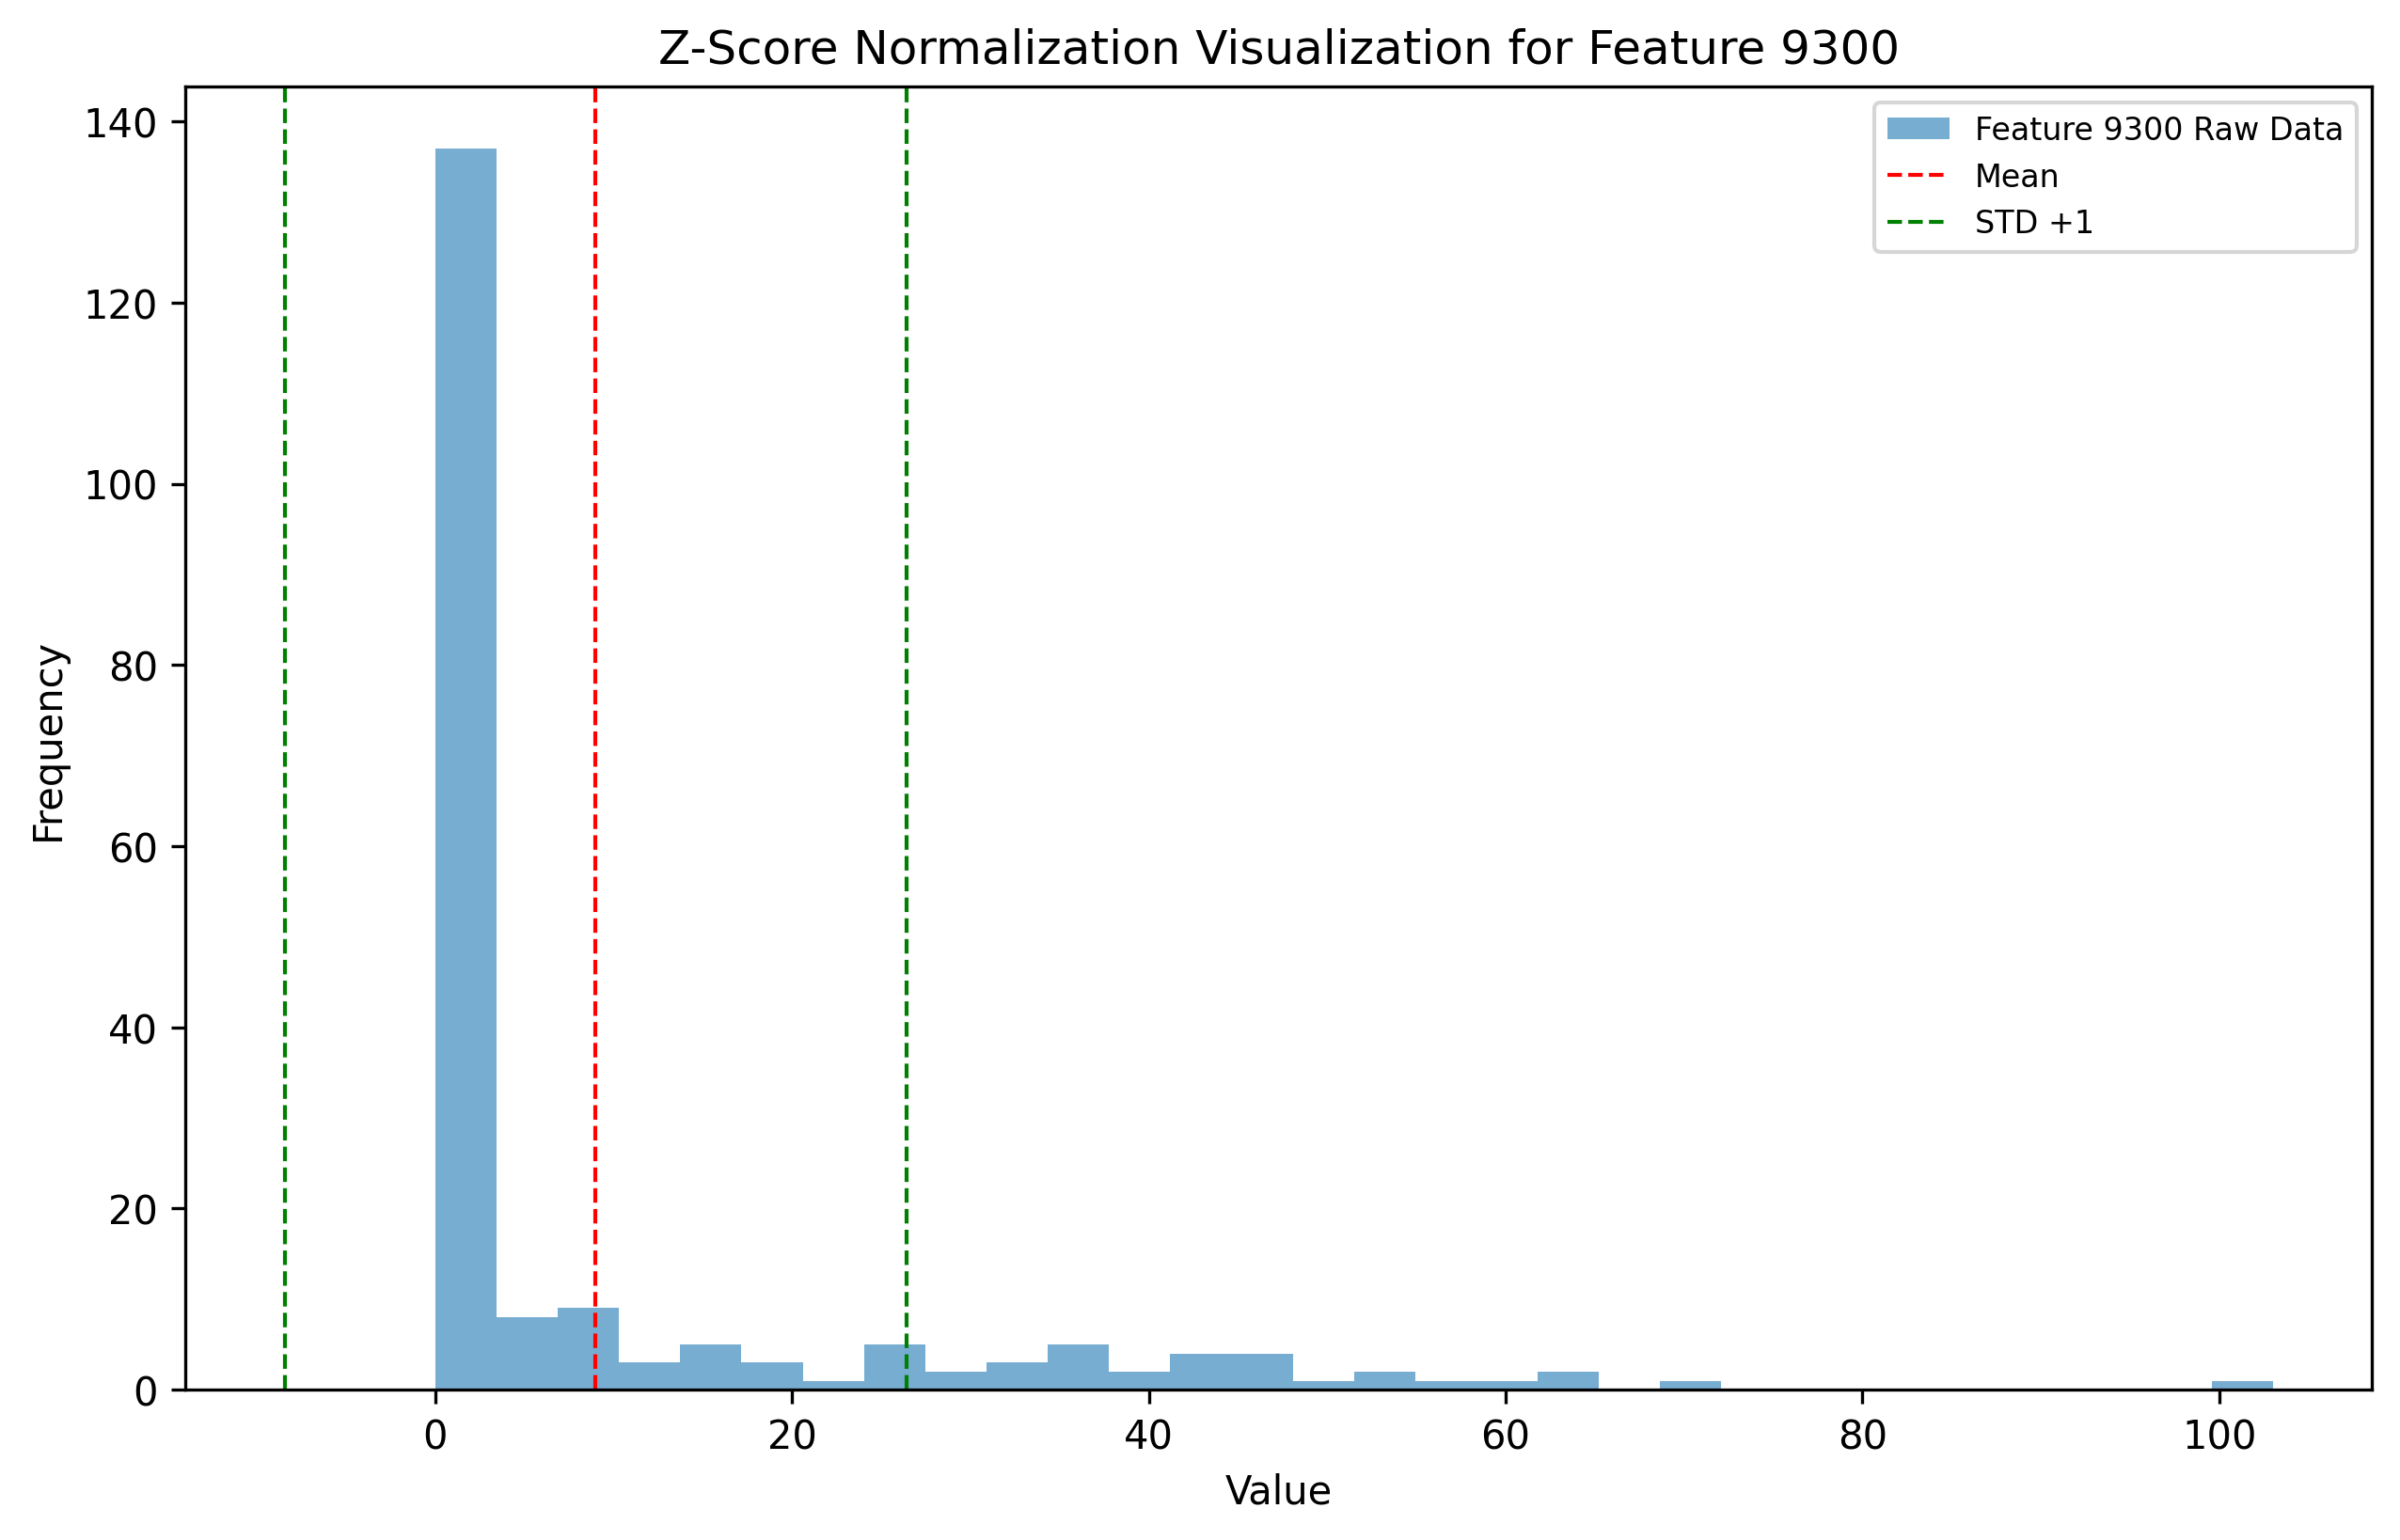 Z-Score Normalization Visualization for Feature 9300
Feature 9300 Raw Data
Mean
STD +1
Frequency
140
120
100
80
60
40
20
0
0 20 40 60 80 100
Value